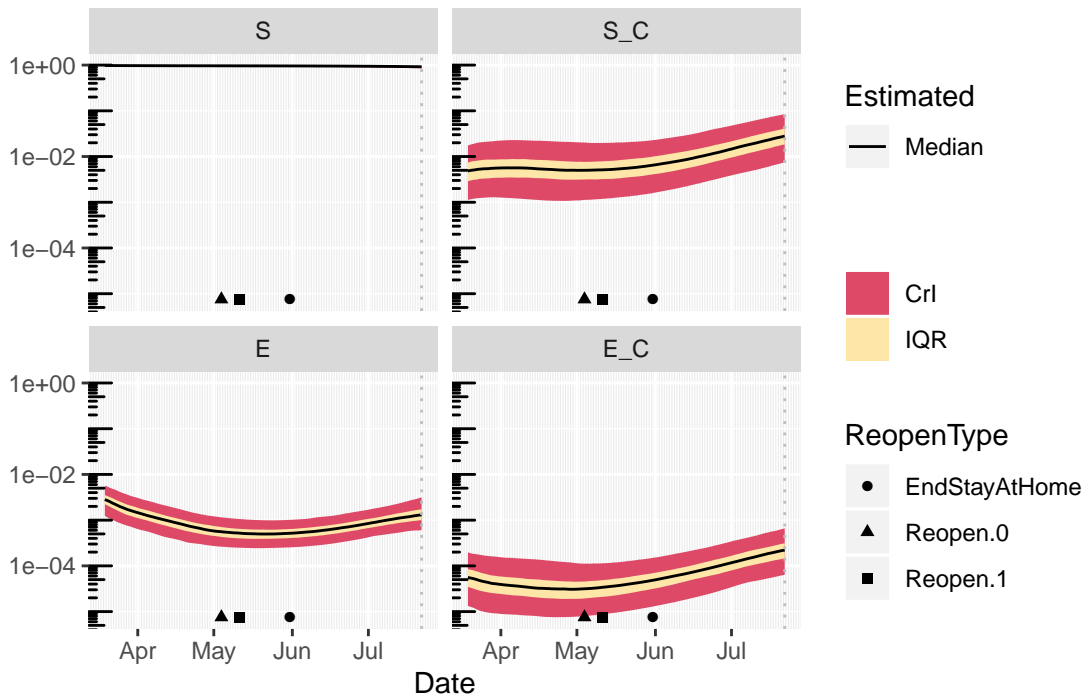 S
S_C
1e+00
1e−02
1e−04
E
E_C
1e+00
1e−02
1e−04
Apr
May
Jun
Jul
Apr
May
Jun
Jul
Date
Estimated
Median
CrI
IQR
ReopenType
EndStayAtHome
Reopen.0
Reopen.1